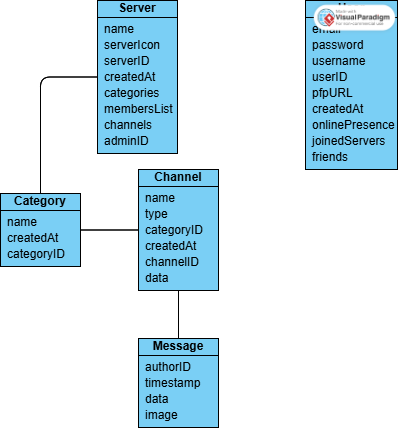 Server
name
serverIcon
serverID
createdAt
categories
membersList
channels
adminID
Made with
Visual Paradigm
For non-commercial use
email
password
username
userID
pfpURL
createdAt
onlinePresence
joinedServers
friends
Category
name
createdAt
categoryID
Channel
name
type
categoryID
createdAt
channelID
data
Message
authorID
timestamp
data
image